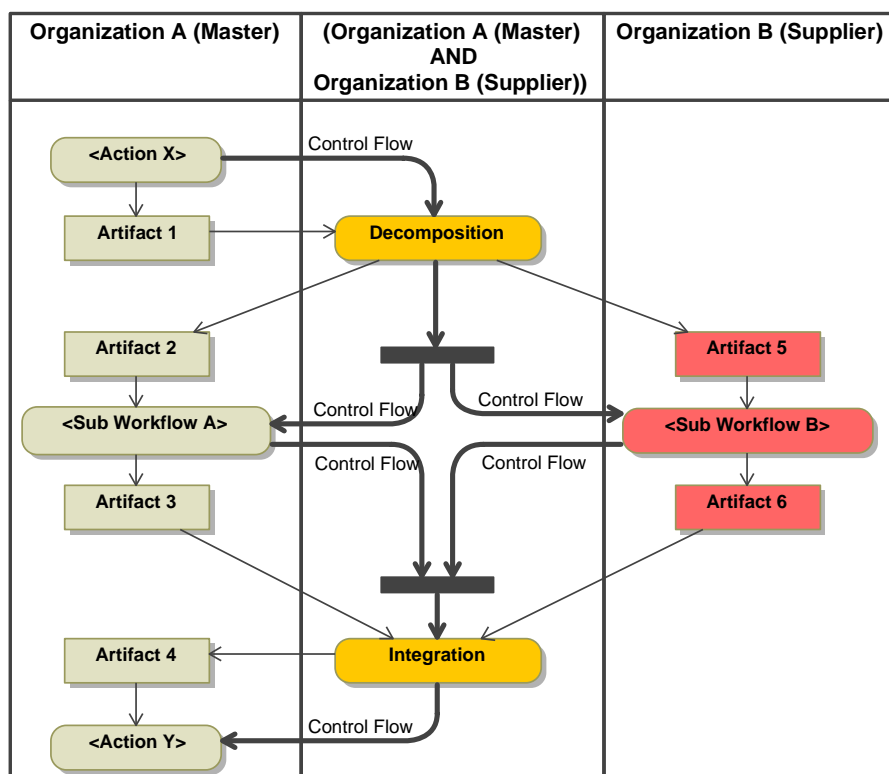 Organization A (Master)
(Organization A (Master)
AND
Organization B (Supplier))
Organization B (Supplier)
<Action X>
Control Flow
Artifact 1
Decomposition
Artifact 2
Artifact 5
<Sub Workflow A>
Control Flow
Control Flow
<Sub Workflow B>
Control Flow
Control Flow
Artifact 3
Artifact 6
Artifact 4
Integration
Control Flow
<Action Y>